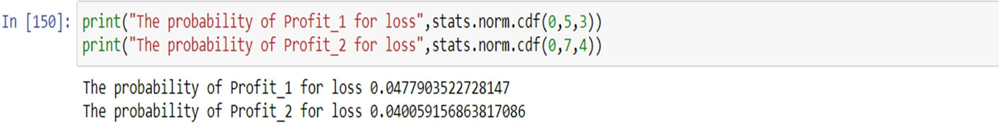 In [150]: print("The probability of Profit_1 for loss",stats.norm.cdf(0,5,3))
print("The probability of Profit_2 for loss",stats.norm.cdf(0,7,4))
The probability of Profit_1 for loss 0.0477903522728147
The probability of Profit_2 for loss 0.040059156863817086